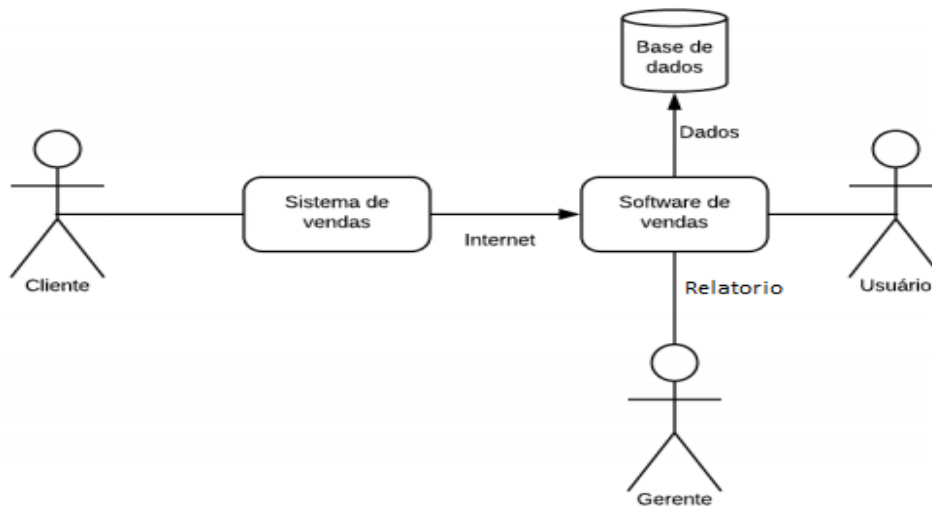 Base de
dados
Dados
Sistema de
vendas
Software de
vendas
Internet
Cliente
Relatorio
Usuário
Gerente